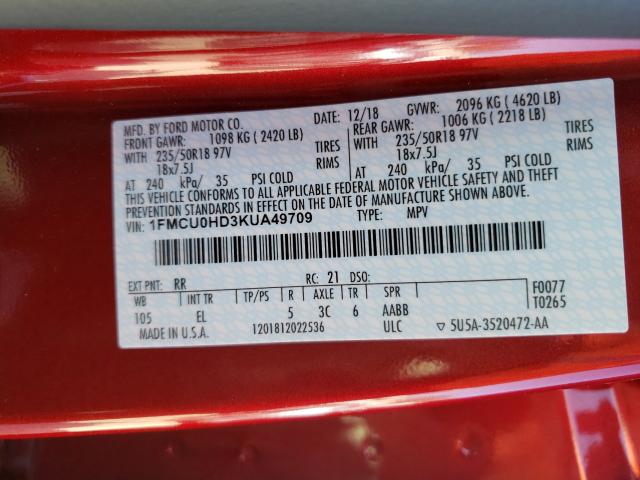 MFD. BY FORD MOTOR CO. DATE: 12/18 GVWR: 2096 KG ( 4620 LB)
FRONT GAWR: 1098 KG ( 2420 LB) REAR GAWR: 1006 KG ( 2218 LB)
WITH 235/50R18 97V TIRES WITH 235/50R18 97V TIRES
18x7.5J RIMS 18x7.5J RIMS
AT 240 kPa/ 35 PSI COLD AT 240 kPa/ 35 PSI COLD
THIS VEHICLE CONFORMS TO ALL APPLICABLE FEDERAL MOTOR VEHICLE SAFETY AND THEFT
PREVENTION STANDARDS IN EFFECT ON THE DATE OF MANUFACTURE SHOWN ABOVE.
VIN: 1FMCU0HD3KUA49709 TYPE: MPV
EXT PNT: RR RC: 21 DSO: F0077
WB INT TR TP/PS R AXLE TR SPR T0265
105 EL 5 3C 6 AABB
MADE IN U.S.A. 1201812022536 ULC ▽ 5U5A-3520472-AA